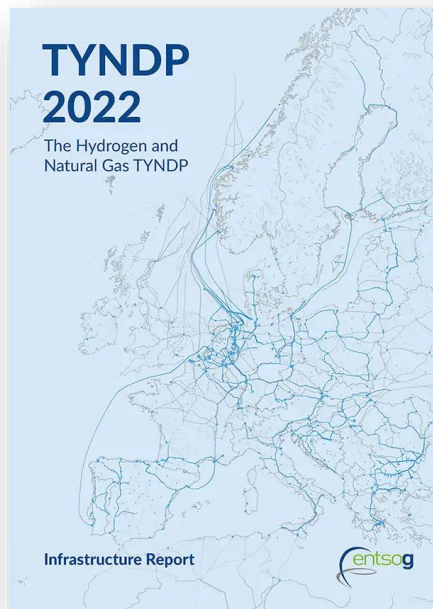 TYNDP
2022
The Hydrogen and
Natural Gas TYNDP
Infrastructure Report
entsog